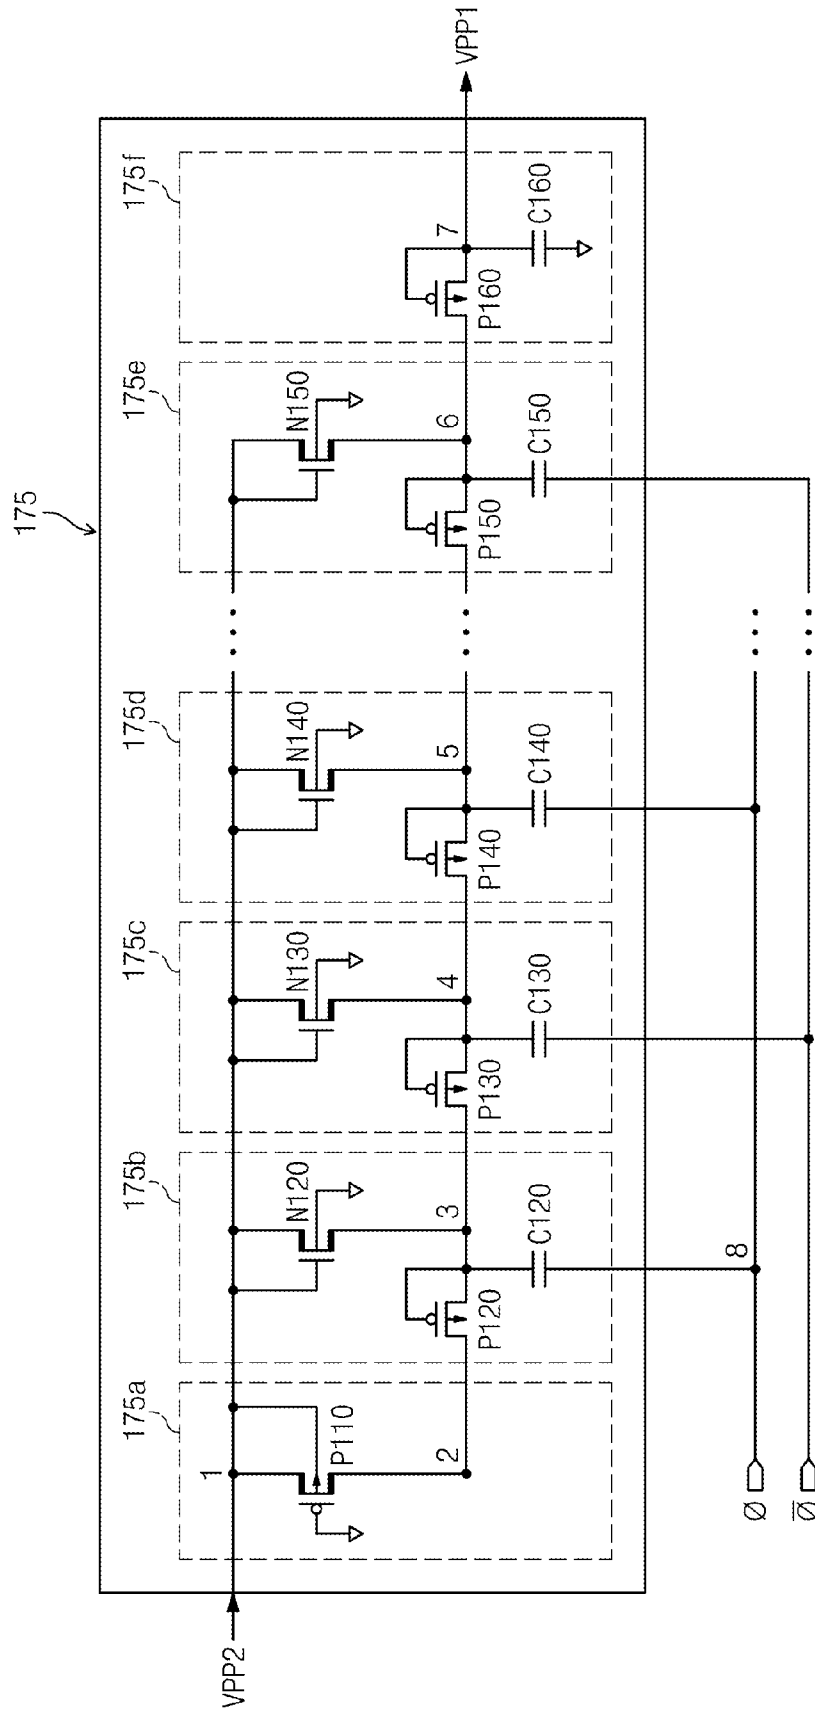 175
175a
175b
175c
175d
175e
175f
VPP2
1
P110
2
N120
3
P120
C120
N130
4
P130
C130
N140
5
P140
C140
...
...
N150
6
P150
C150
7
P160
C160
VPP1
Ø
8
...
Ø̅
...